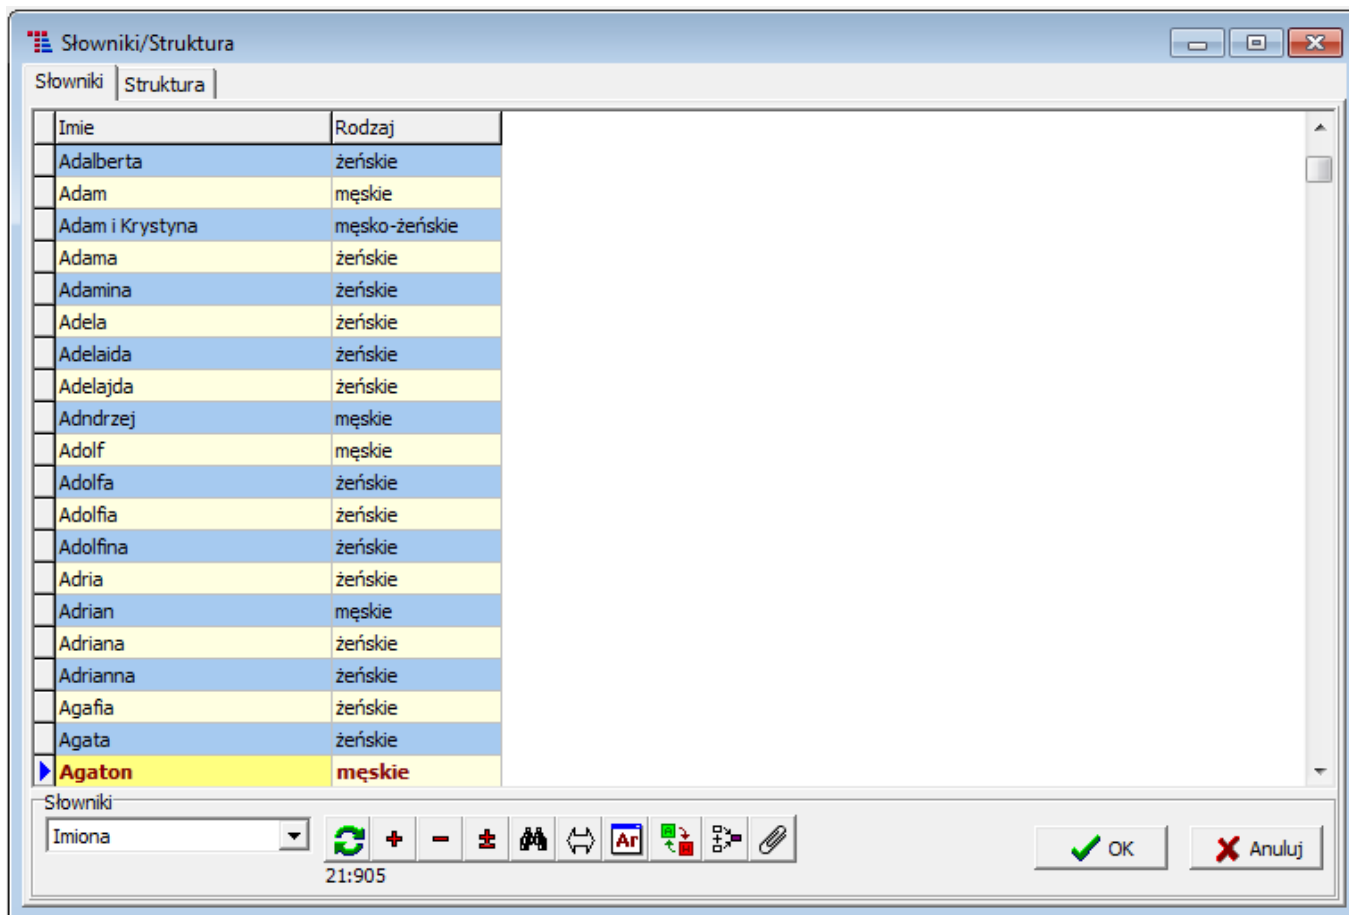 Słowniki/Struktura
Słowniki Struktura
Imie Rodzaj
Adalberta żeńskie
Adam męskie
Adam i Krystyna męsko-żeńskie
Adama żeńskie
Adamina żeńskie
Adela żeńskie
Adelaida żeńskie
Adelajda żeńskie
Adndrzej męskie
Adolf męskie
Adolfa żeńskie
Adolfia żeńskie
Adolfina żeńskie
Adria żeńskie
Adrian męskie
Adriana żeńskie
Adrianna żeńskie
Agafia żeńskie
Agata żeńskie
Agaton męskie
Słowniki
Imiona Ar OK Anuluj
21:905